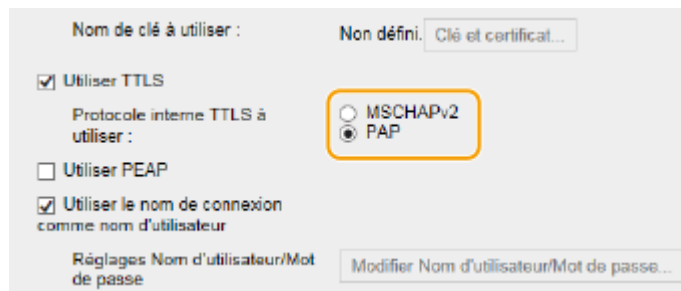 Nom de clé à utiliser : Non défini. Clé et certificat...
Utiliser TTLS
Protocole interne TTLS à utiliser :
MSCHAPv2
PAP
Utiliser PEAP
Utiliser le nom de connexion
comme nom d'utilisateur
Réglages Nom d'utilisateur/Mot
de passe
Modifier Nom d'utilisateur/Mot de passe...